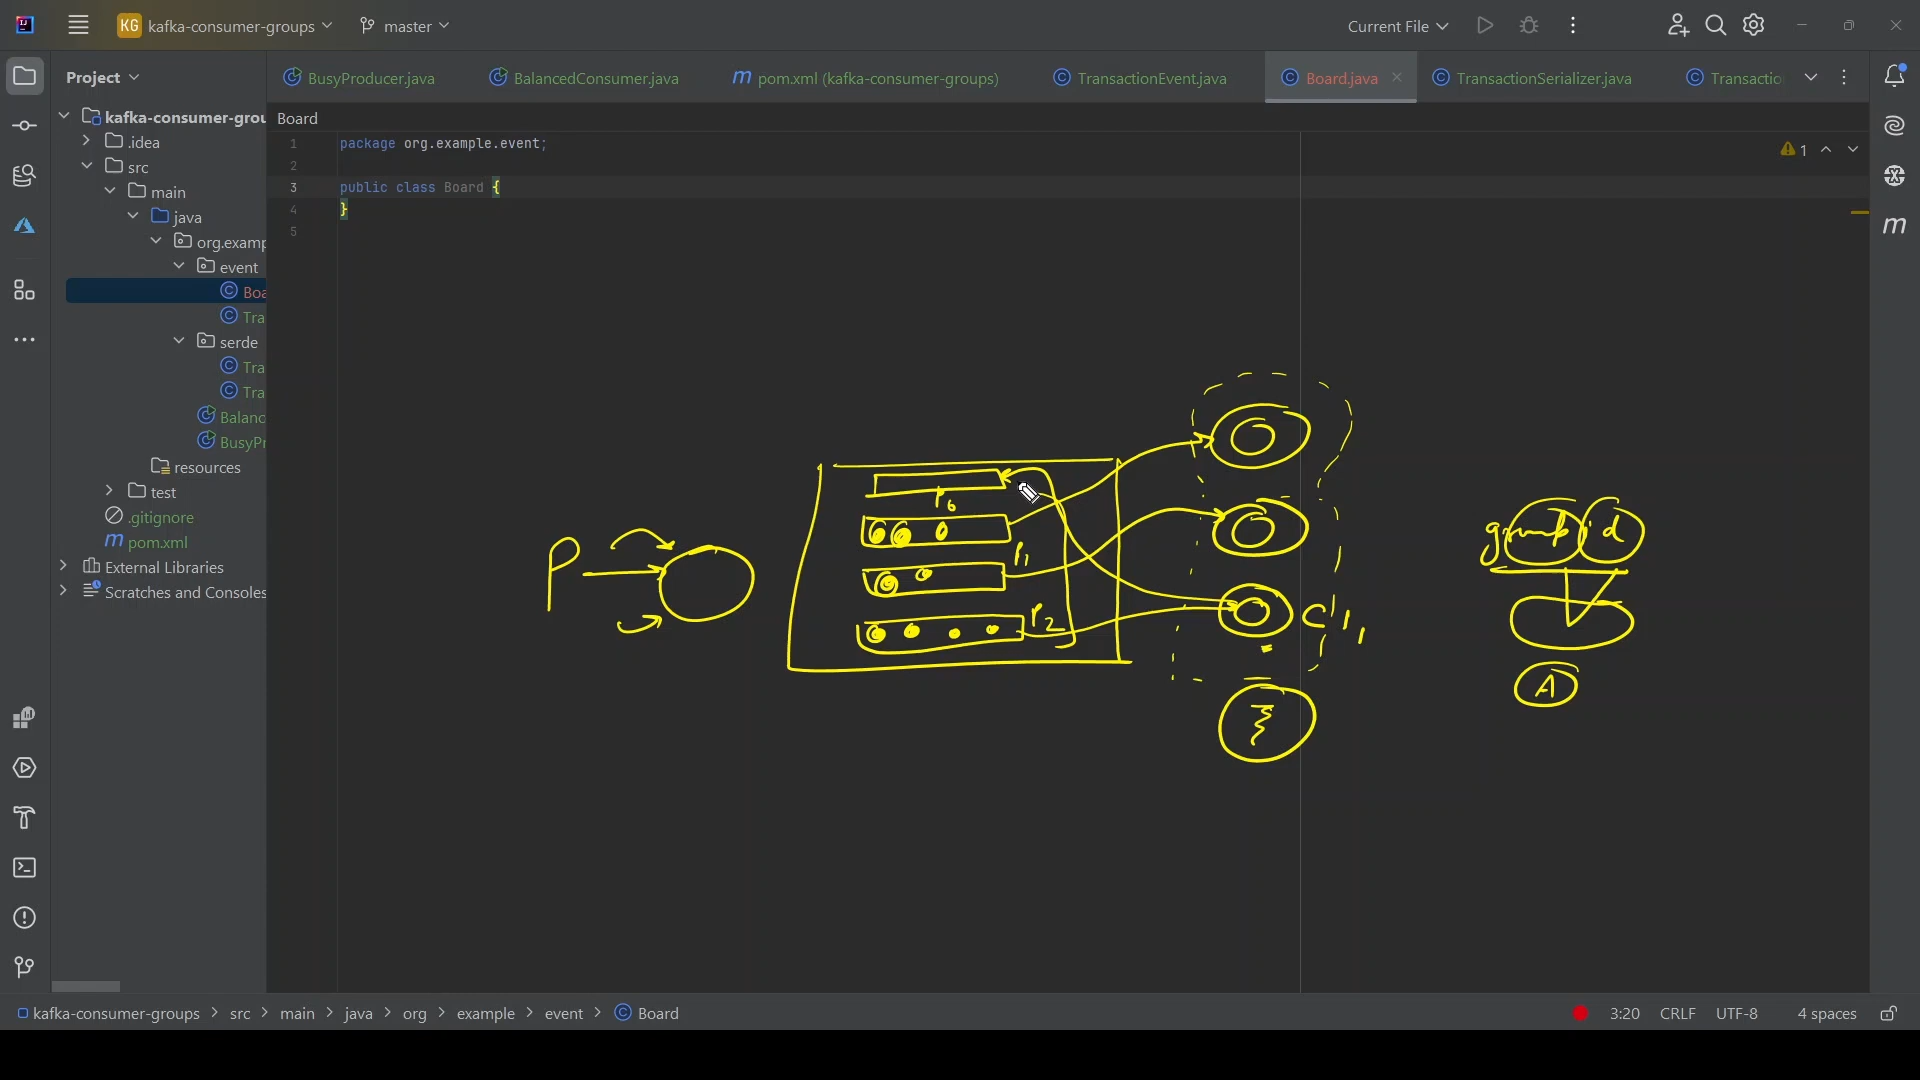 KG kafka-consumer-groups master Current File
Project
BusyProducer.java BalancedConsumer.java m pom.xml (kafka-consumer-groups) TransactionEvent.java Board.java TransactionSerializer.java Transactio
kafka-consumer-grou
Board
.idea
src
main
java
org.examp
event
Boa
Tra
serde
Tra
Tra
Balanc
BusyPr
resources
test
.gitignore
m pom.xml
External Libraries
Scratches and Consoles
1 package org.example.event;
2
3 public class Board {
4 }
5
1
m
P
P
P1
P2
C1,
group id
A
kafka-consumer-groups > src > main > java > org > example > event > Board
3:20 CRLF UTF-8 4 spaces